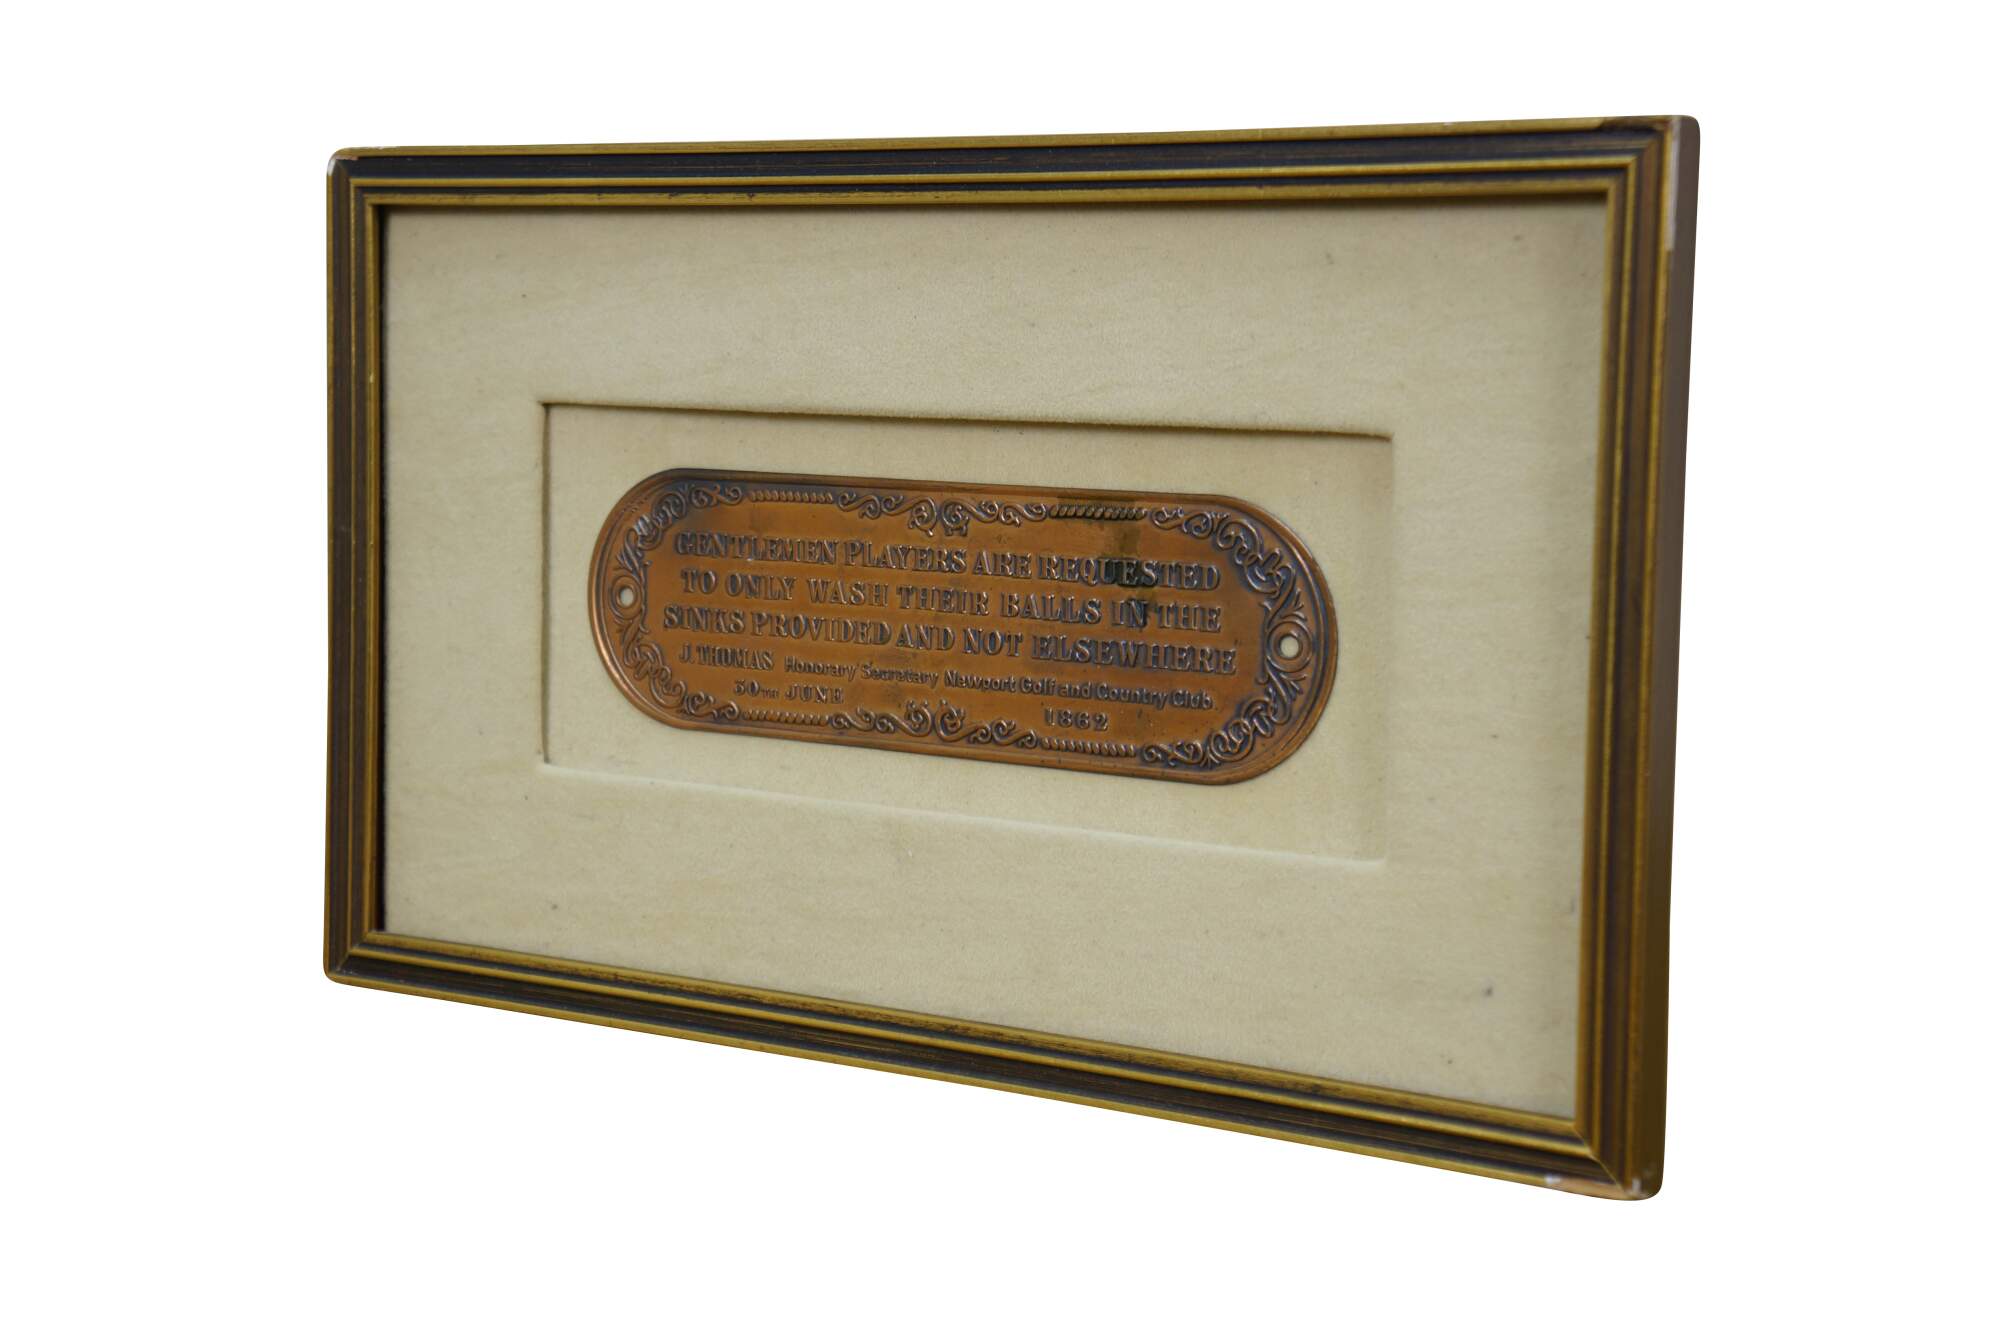 GENTLEMEN PLAYERS ARE REQUESTED
TO ONLY WASH THEIR BALLS IN THE
SINKS PROVIDED AND NOT ELSEWHERE
J. THOMAS Honorary Secretary Newport Golf and Country Club.
30TH JUNE 1862